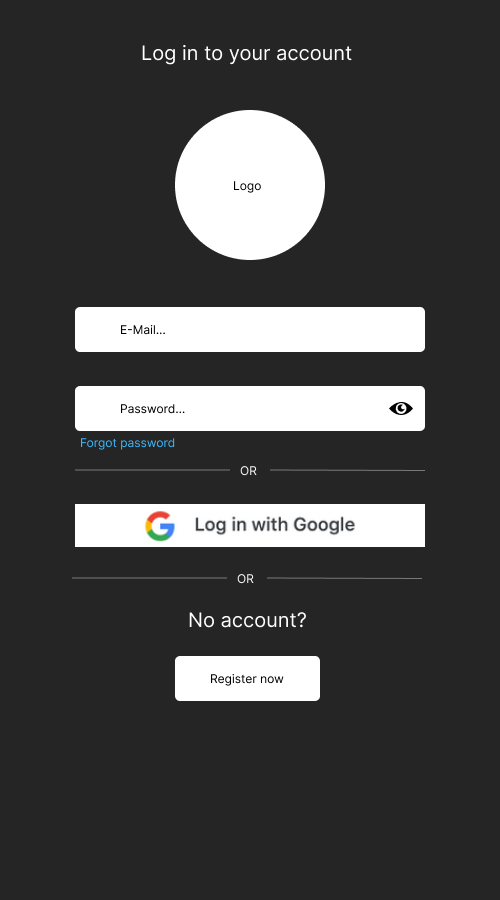 Log in to your account
Logo
E-Mail...
Password...
Forgot password
OR
Log in with Google
OR
No account?
Register now